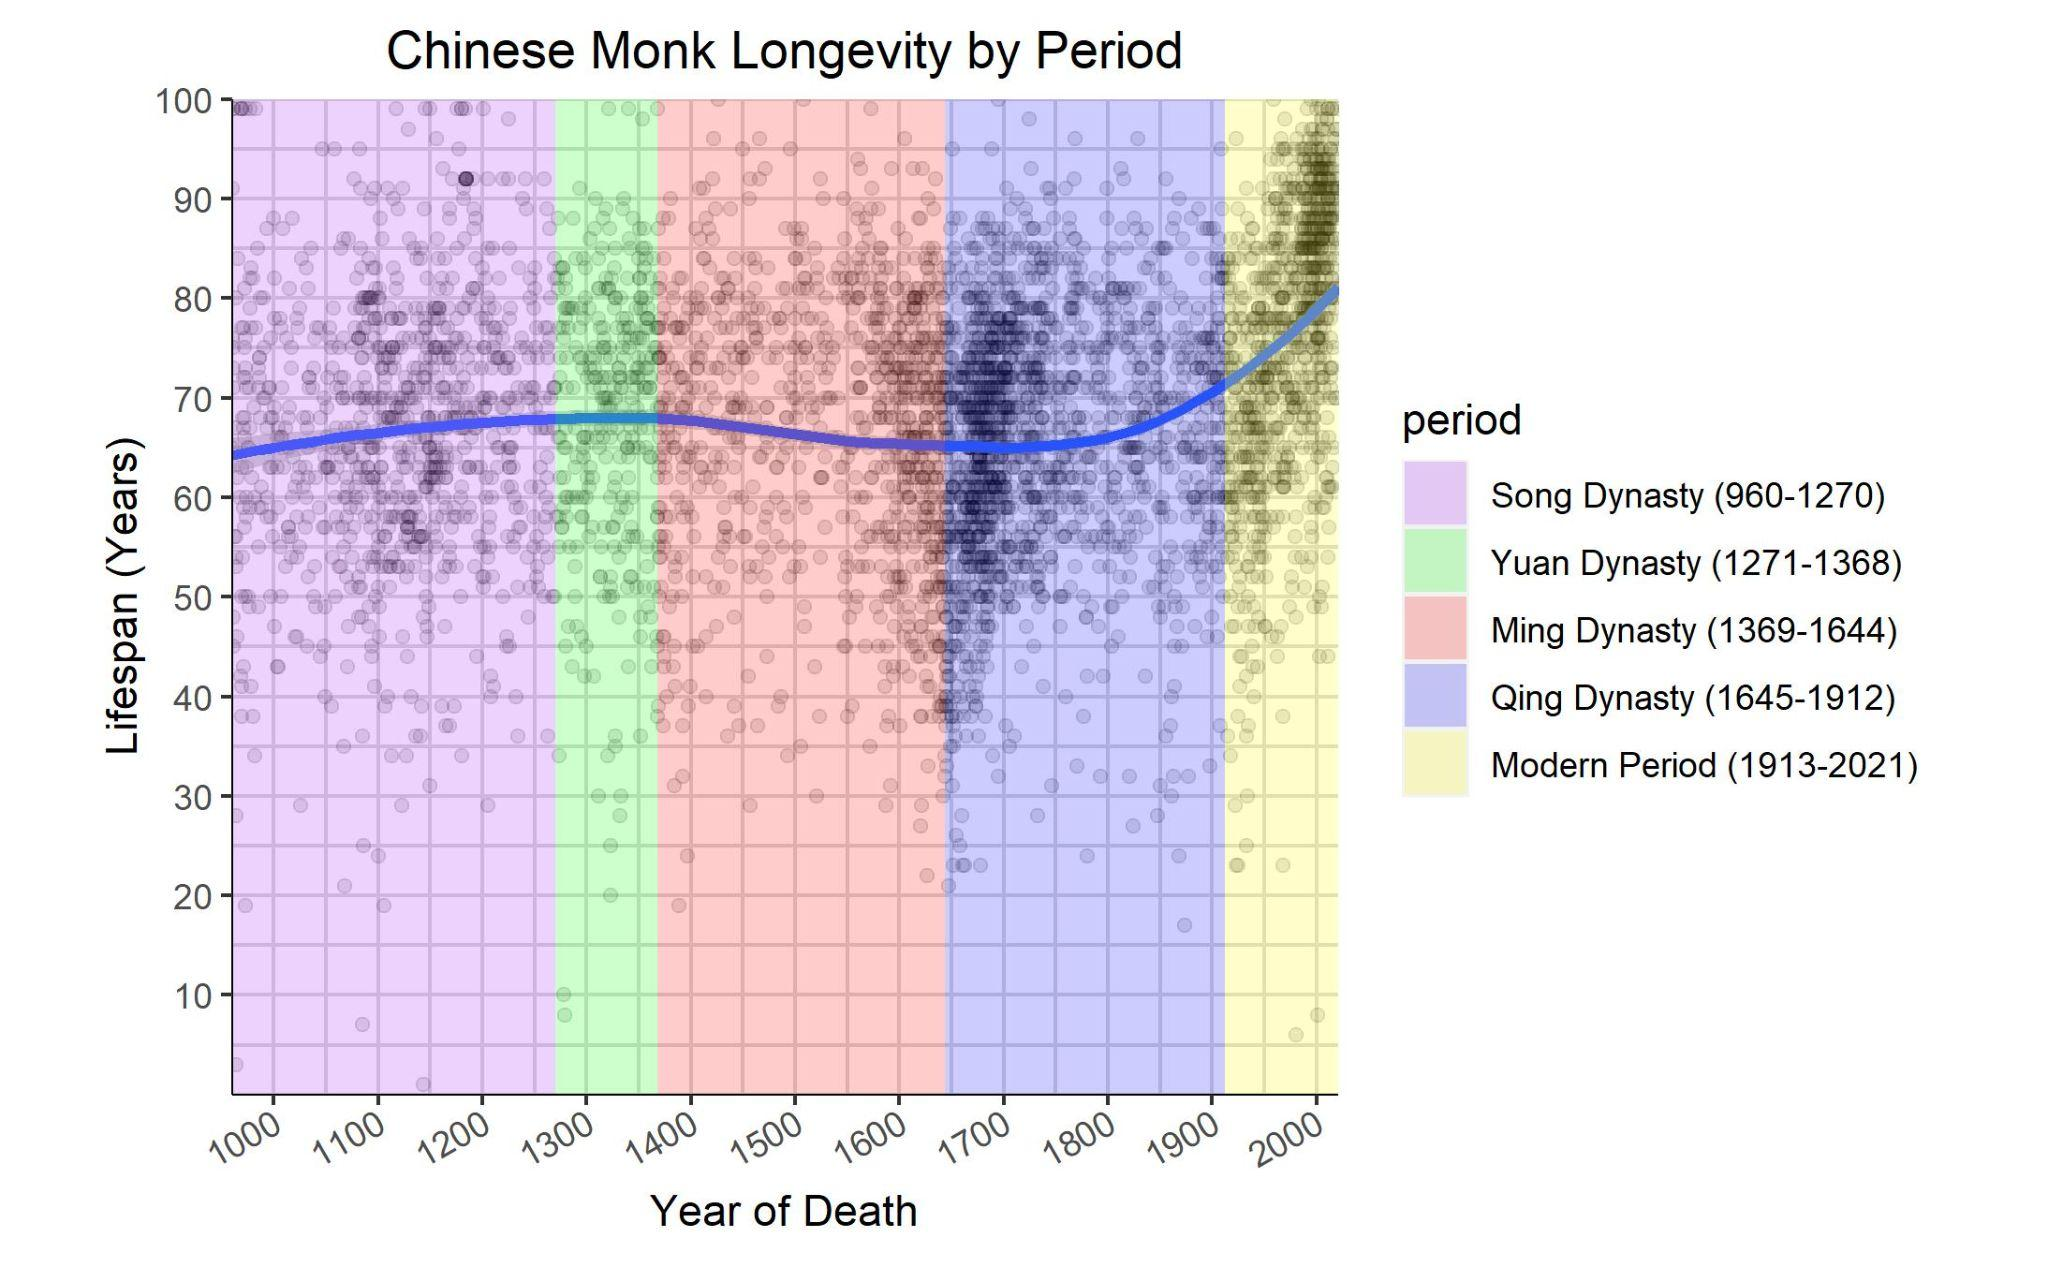 Chinese Monk Longevity by Period
100
90
80
70
60
50
40
30
20
10
Lifespan (Years)
1000 1100 1200 1300 1400 1500 1600 1700 1800 1900 2000
Year of Death
period
Song Dynasty (960-1270)
Yuan Dynasty (1271-1368)
Ming Dynasty (1369-1644)
Qing Dynasty (1645-1912)
Modern Period (1913-2021)